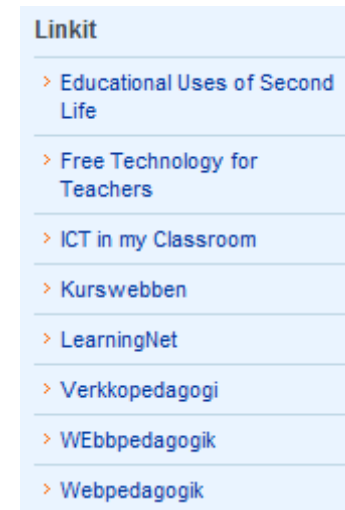 Linkit
Educational Uses of Second
Life
Free Technology for
Teachers
ICT in my Classroom
Kurswebben
LearningNet
Verkkopedagogi
WEbbpedagogik
Webpedagogik